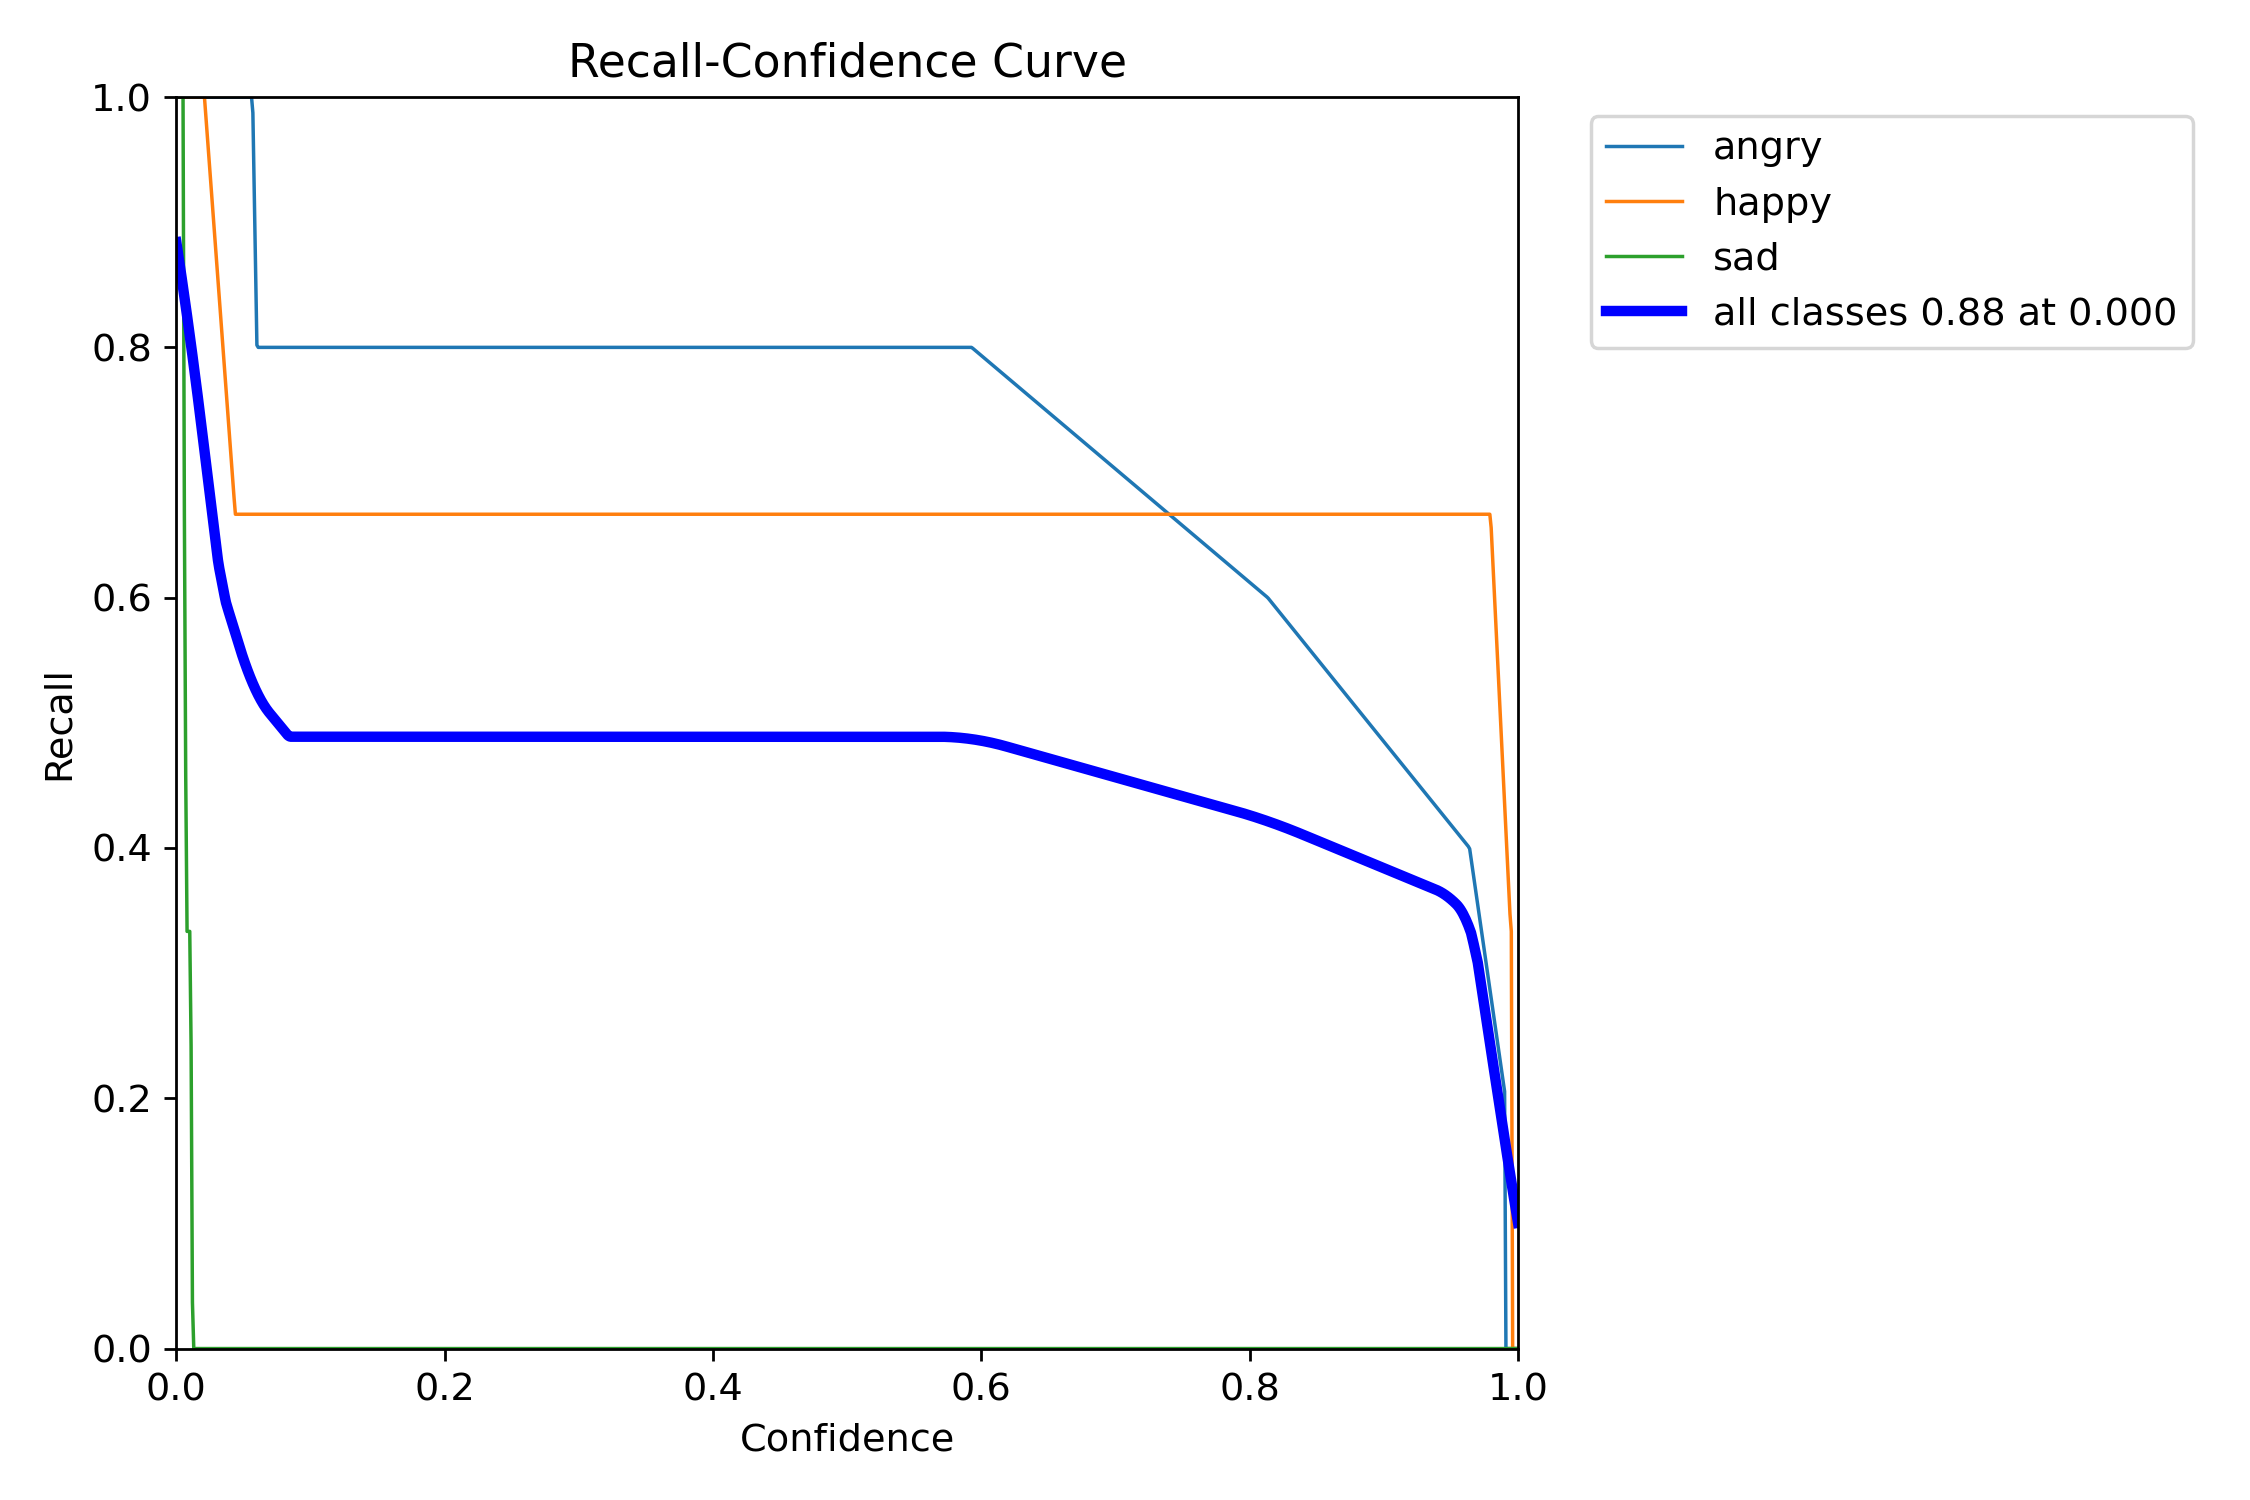 Recall-Confidence Curve
1.0
0.8
0.6
0.4
0.2
0.0
Recall
0.0 0.2 0.4 0.6 0.8 1.0
Confidence
angry
happy
sad
all classes 0.88 at 0.000